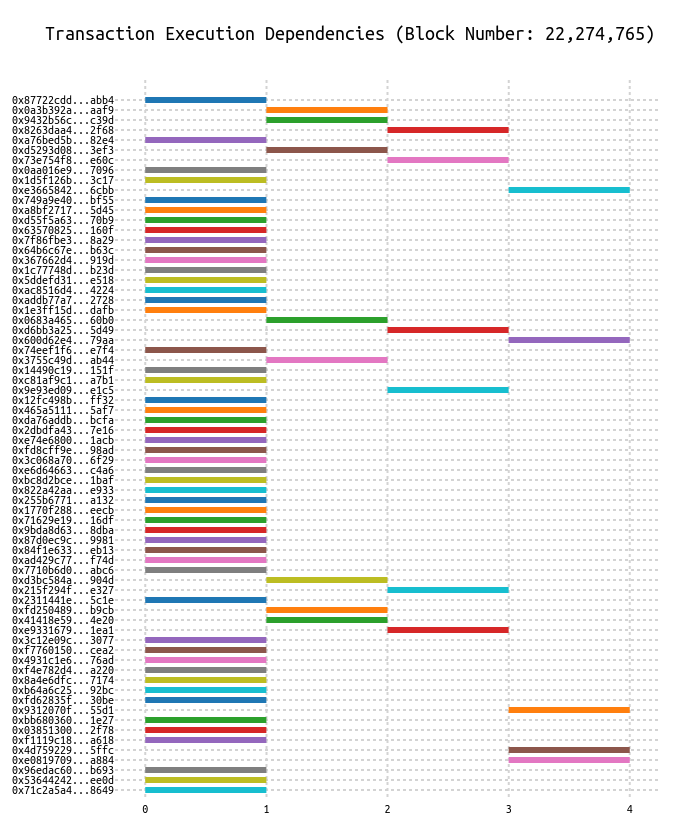 Transaction Execution Dependencies (Block Number: 22,274,765)
0x87722cdd...abb4
0x0a3b392a...aaf9
0x9432b56c...c39d
0x8263daa4...2f68
0xa76bed5b...82e4
0xd5293d08...3ef3
0x73e754f8...e60c
0x0aa016e9...7096
0x1d5f126b...3c17
0xe3665842...6cbb
0x749a9e40...bf55
0xa8bf2717...5d45
0xd55f5a63...70b9
0x63570825...160f
0x7f86fbe3...8a29
0x64b6c67e...b63c
0x367662d4...919d
0x1c77748d...b23d
0x5ddefd31...e518
0xac8516d4...4224
0xaddb77a7...2728
0x1e3ff15d...dafb
0x0683a465...60b0
0xd6bb3a25...5d49
0x600d62e4...79aa
0x74eef1f6...e7f4
0x3755c49d...ab44
0x14490c19...151f
0xc81af9c1...a7b1
0x9e93ed09...e1c5
0x12fc498b...ff32
0x465a5111...5af7
0xda76addb...bcfa
0x2dbdfa43...7e16
0xe74e6800...1acb
0xfd8cff9e...98ad
0x3c068a70...6f29
0xe6d64663...c4a6
0xbc8d2bce...1baf
0x822a42aa...e933
0x255b6771...a132
0x1770f288...eecb
0x71629e19...16df
0x9bda8d63...8dba
0x87d0ec9c...9981
0x84f1e633...eb13
0xad429c77...f74d
0x7710b6d0...abc6
0xd3bc584a...904d
0x215f294f...e327
0x2311441e...5c1e
0xfd250489...b9cb
0x41418e59...4e20
0xe9331679...1ea1
0x3c12e09c...3077
0xf7760150...cea2
0x4931c1e6...76ad
0xf4e782d4...a220
0x8a4e6dfc...7174
0xb64a6c25...92bc
0xfd62835f...30be
0x9312070f...55d1
0xbb680360...1e27
0x03851300...2f78
0xf1119c18...a618
0x4d759229...5ffc
0xe0819709...a884
0x96edac60...b693
0x53644242...ee0d
0x71c2a5a4...8649
0 1 2 3 4